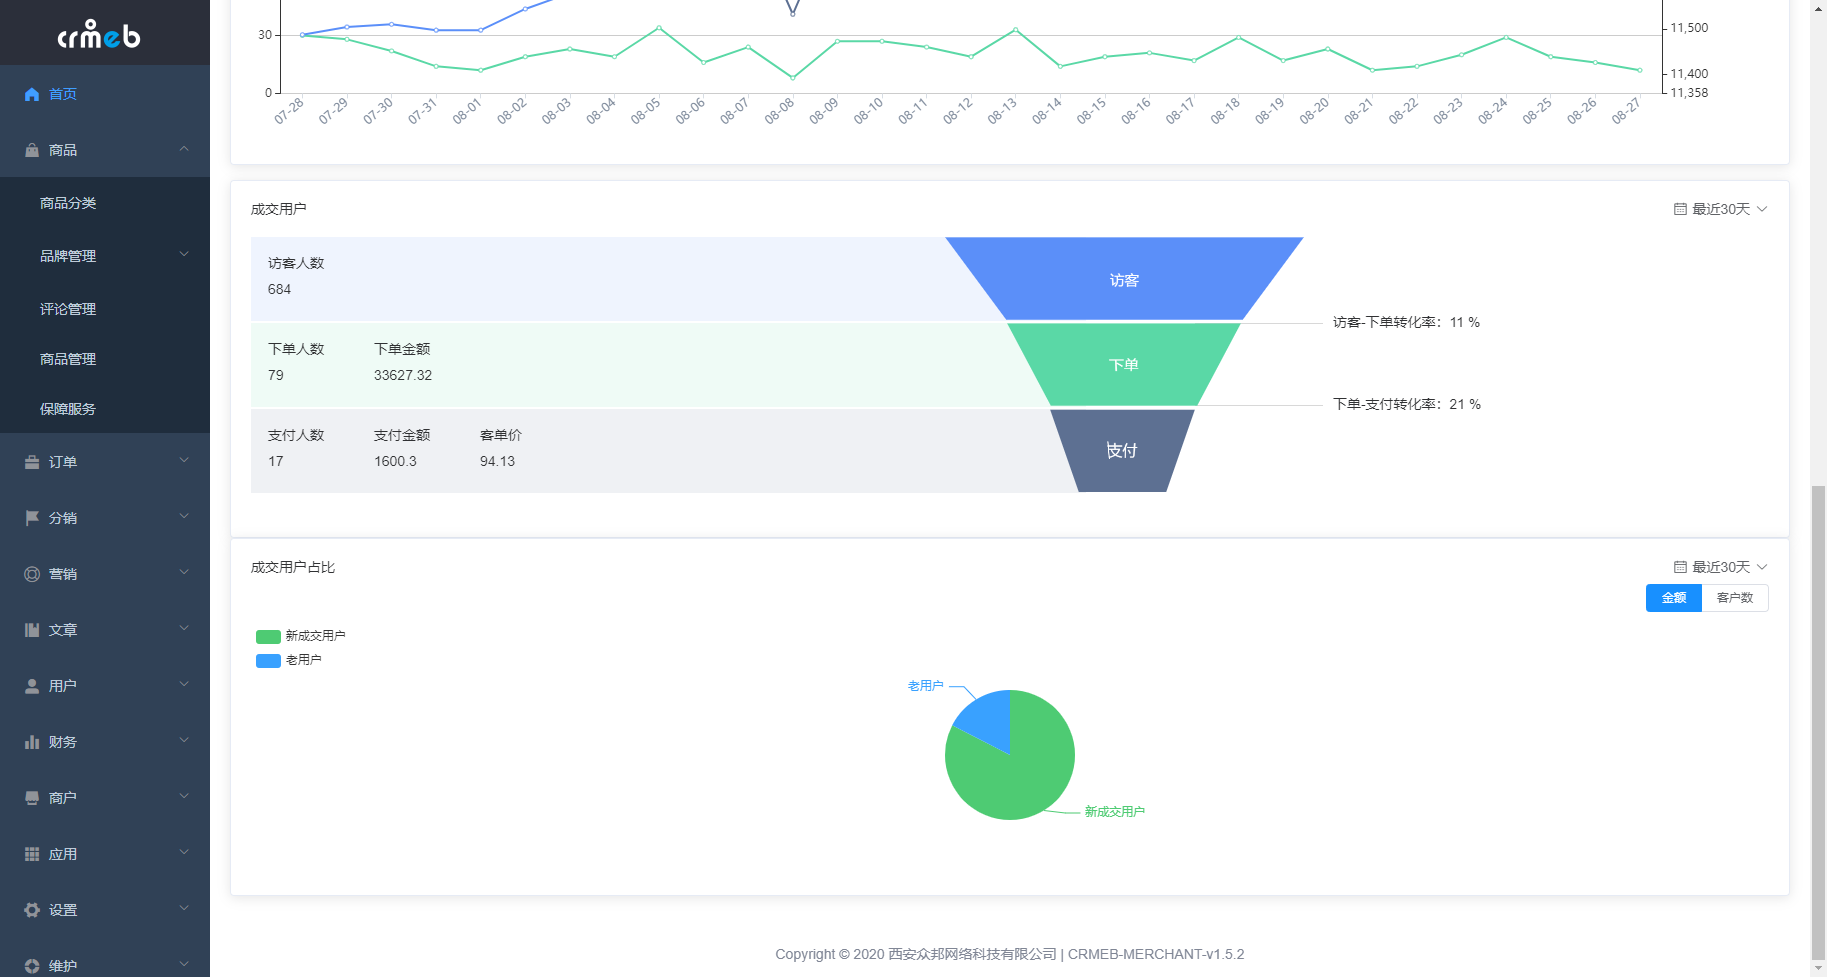 crmeb
首页
商品
商品分类
品牌管理
评论管理
商品管理
保障服务
订单
分销
营销
文章
用户
财务
商户
应用
设置
维护
30
0
11,500
11,400
11,358
07-28 07-29 07-30 07-31 08-01 08-02 08-03 08-04 08-05 08-06 08-07 08-08 08-09 08-10 08-11 08-12 08-13 08-14 08-15 08-16 08-17 08-18 08-19 08-20 08-21 08-22 08-23 08-24 08-25 08-26 08-27
成交用户
最近30天
访客人数
684
访客
访客-下单转化率：11 %
下单人数 下单金额
79 33627.32
下单
下单-支付转化率：21 %
支付人数 支付金额 客单价
17 1600.3 94.13
支付
成交用户占比
最近30天
金额 客户数
新成交用户
老用户
老用户
新成交用户
Copyright © 2020 西安众邦网络科技有限公司 | CRMEB-MERCHANT-v1.5.2